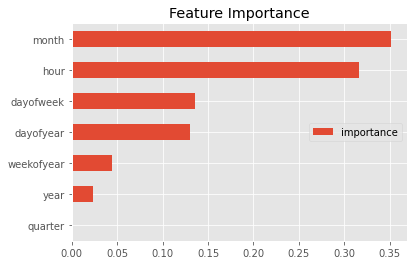 Feature Importance
month
hour
dayofweek
dayofyear
weekofyear
year
quarter
importance
0.00 0.05 0.10 0.15 0.20 0.25 0.30 0.35